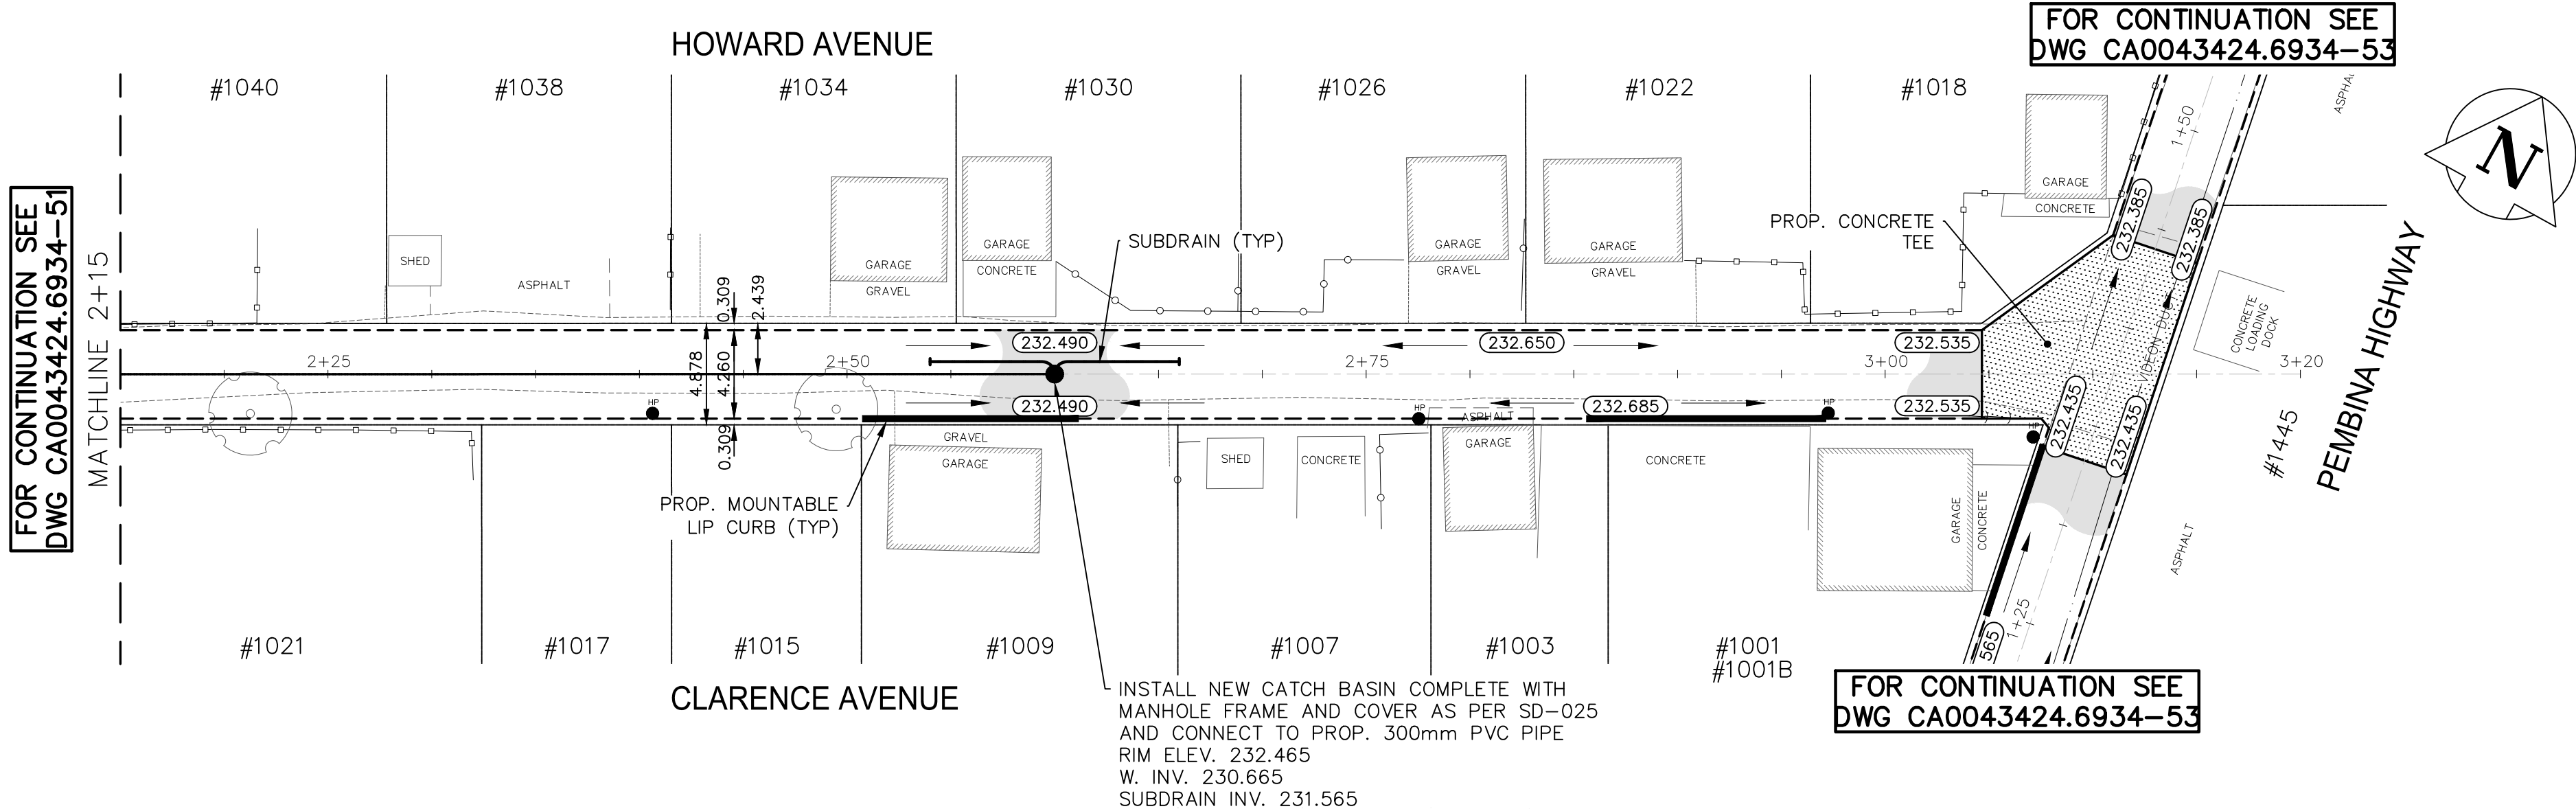 FOR CONTINUATION SEE
DWG CA0043424.6934-53
HOWARD AVENUE
#1040
#1038
#1034
#1030
#1026
#1022
#1018
ASPHAL
1+50
N
GARAGE
CONCRETE
FOR CONTINUATION SEE
DWG CA0043424.6934-51
MATCHLINE 2+15
SHED
ASPHALT
GARAGE
GRAVEL
GARAGE
CONCRETE
SUBDRAIN (TYP)
GARAGE
GRAVEL
GARAGE
GRAVEL
PROP. CONCRETE
TEE
232.385
232.385
CONCRETE
LOADING
DOCK
PEMBINA HIGHWAY
0.309
2.439
4.878
4.260
0.309
232.490
232.650
232.535
2+25
2+50
2+75
3+00
3+20
VIDEON DUC
HP
232.490
HP
ASPHALT
232.685
HP
232.535
HP
232.435
232.435
#1445
GRAVEL
GARAGE
SHED
CONCRETE
GARAGE
CONCRETE
GARAGE
CONCRETE
ASPHALT
PROP. MOUNTABLE
LIP CURB (TYP)
1+25
565
#1021
#1017
#1015
#1009
#1007
#1003
#1001
#1001B
CLARENCE AVENUE
INSTALL NEW CATCH BASIN COMPLETE WITH
MANHOLE FRAME AND COVER AS PER SD-025
AND CONNECT TO PROP. 300mm PVC PIPE
RIM ELEV. 232.465
W. INV. 230.665
SUBDRAIN INV. 231.565
FOR CONTINUATION SEE
DWG CA0043424.6934-53